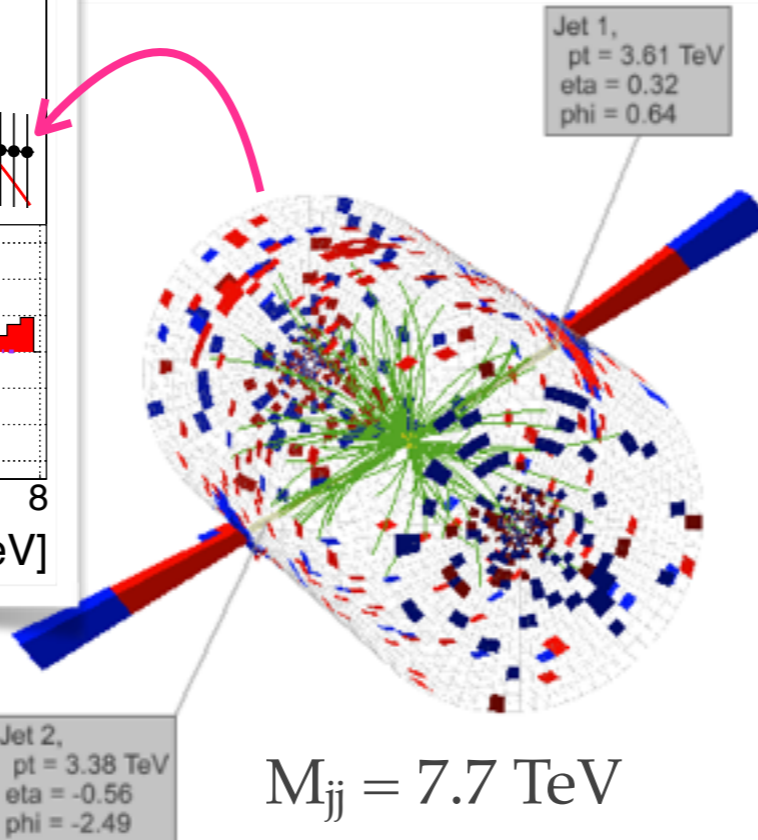 Jet 1,
pt = 3.61 TeV
eta = 0.32
phi = 0.64
8
eV]
Jet 2,
pt = 3.38 TeV
eta = -0.56
phi = -2.49
Mjj = 7.7 TeV